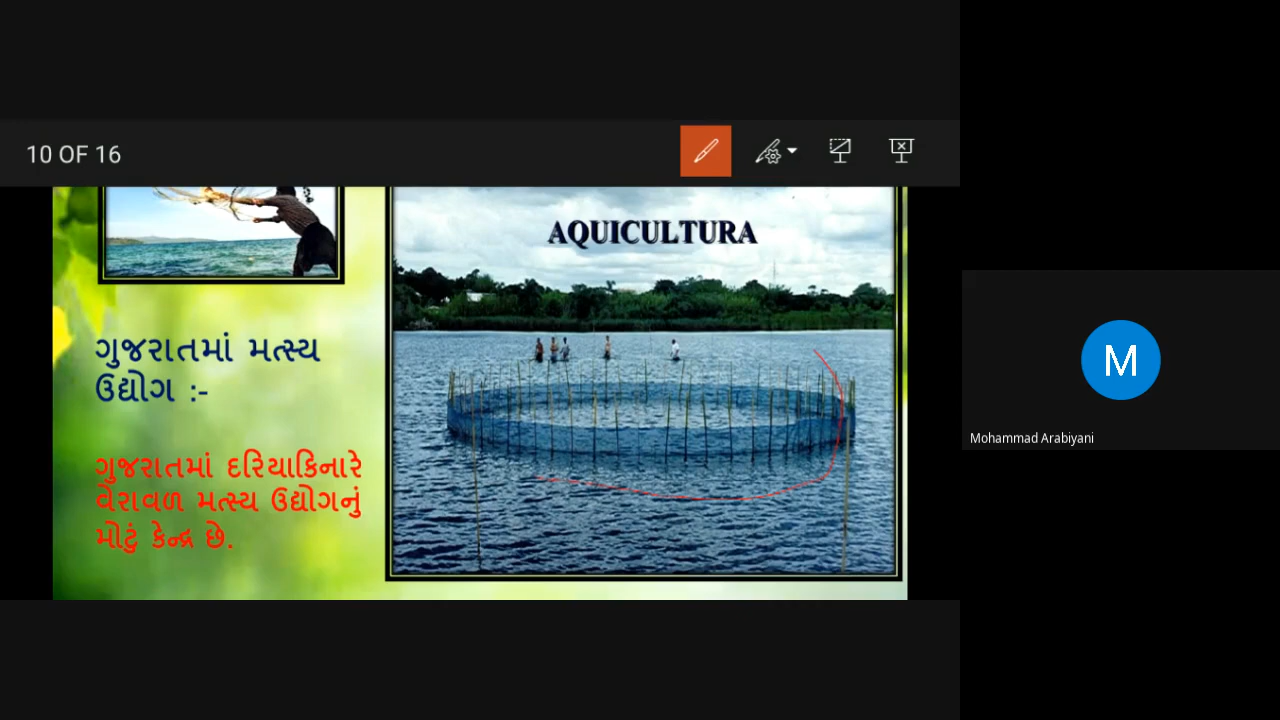 10 OF 16
AQUICULTURA
ગુજરાતમાં મત્સ્ય
ઉદ્યોગ :-
ગુજરાતમાં દરિયાકિનારે
વેરાવળ મત્સ્ય ઉદ્યોગનું
મોટું કેન્દ્ર છે.
M
Mohammad Arabiyani